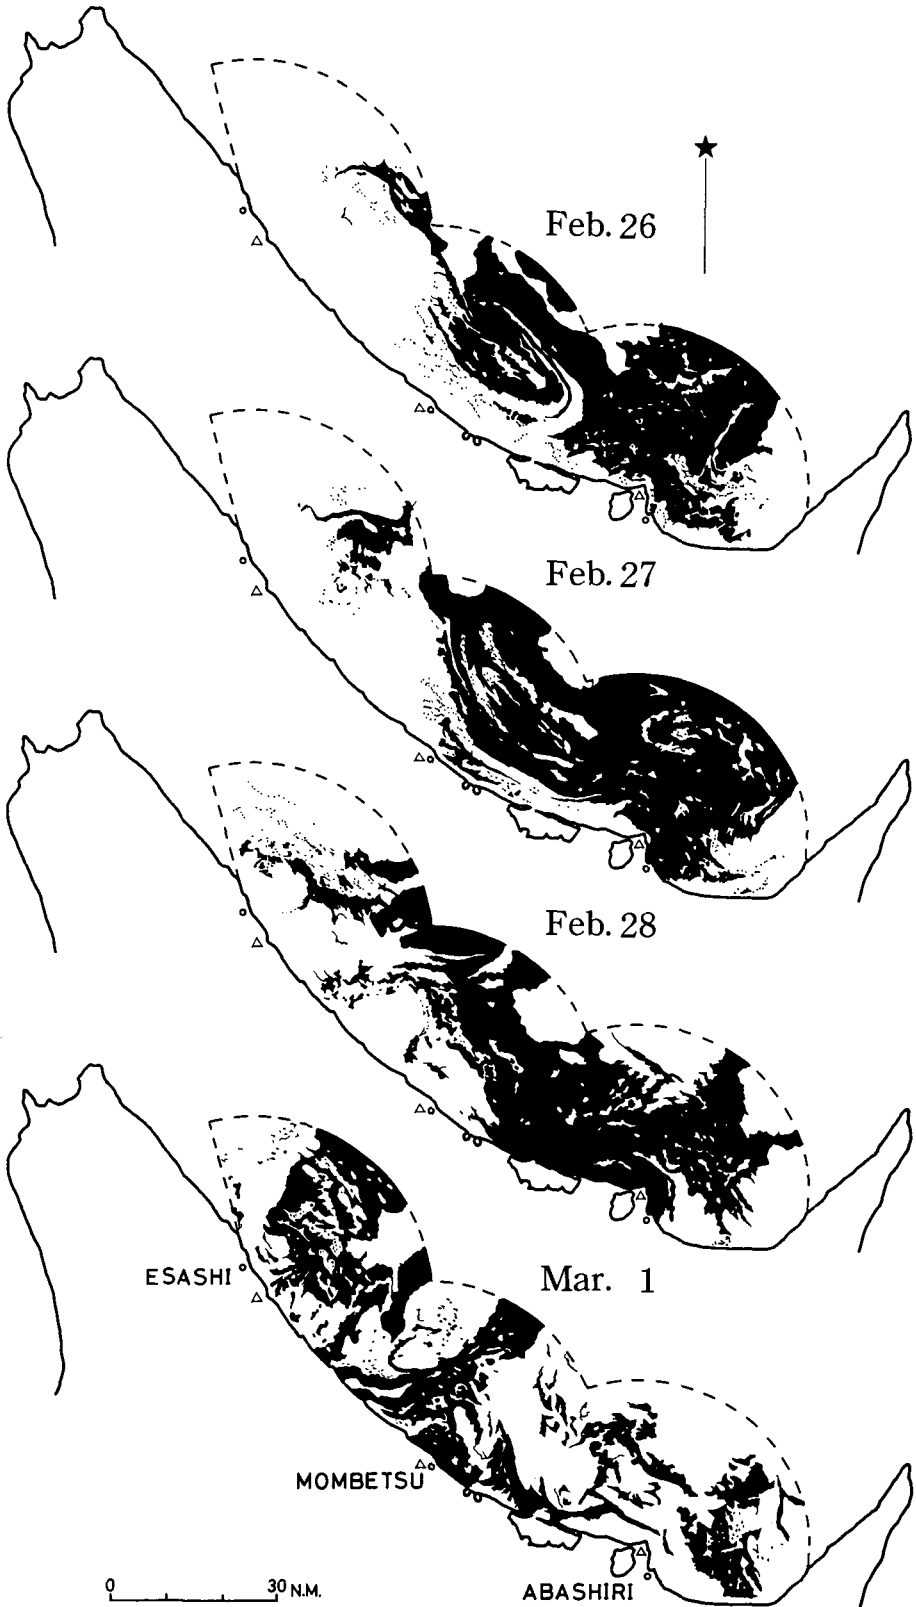 Feb. 26
Feb. 27
Feb. 28
Mar. 1
ESASHI
MOMBETSU
ABASHIRI
0 30 N.M.